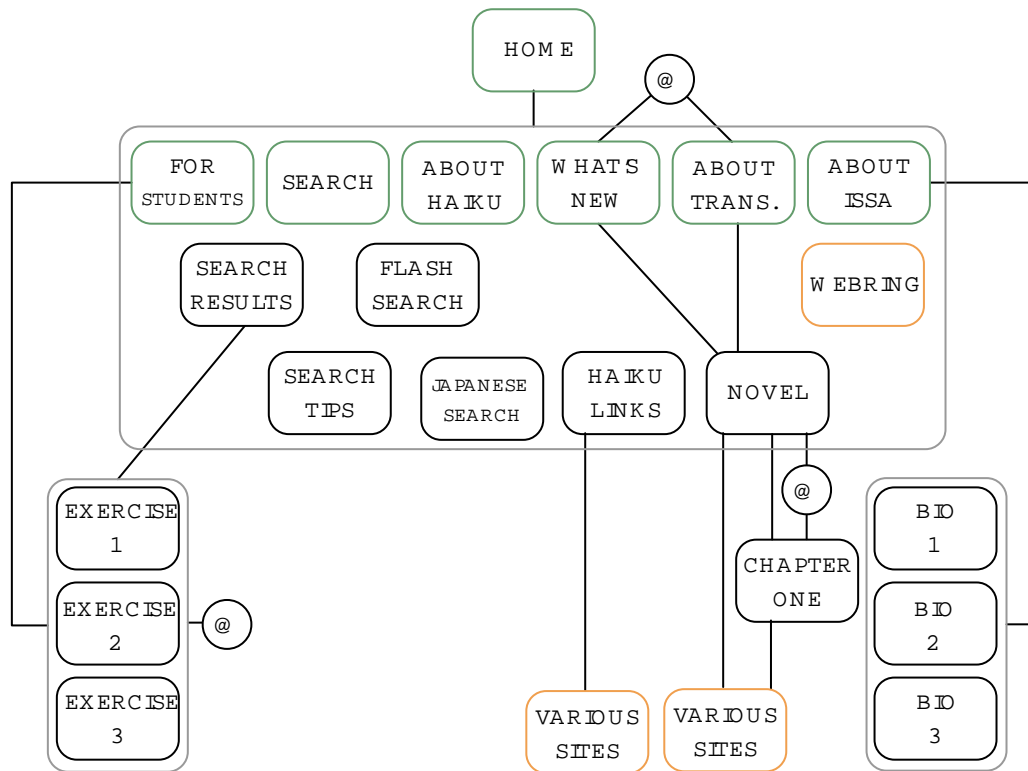 HOME
@
FOR
STUDENTS
SEARCH
ABOUT
HAIKU
WHATS
NEW
ABOUT
TRANS.
ABOUT
ISSA
SEARCH
RESULTS
FLASH
SEARCH
WEBRING
SEARCH
TIPS
JAPANESE
SEARCH
HAIKU
LINKS
NOVEL
@
EXERCISE
1
BIO
1
CHAPTER
ONE
EXERCISE
2
@
BIO
2
EXERCISE
3
VARIOUS
SITES
VARIOUS
SITES
BIO
3